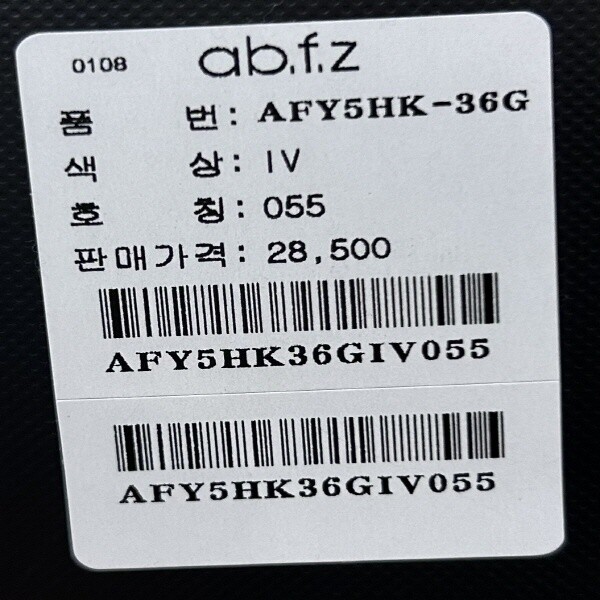 0108 ab.f.z
품 번 : AFY5HK-36G
색 상 : IV
호 칭 : 055
판매가격 : 28,500
AFY5HK36GIV055
AFY5HK36GIV055